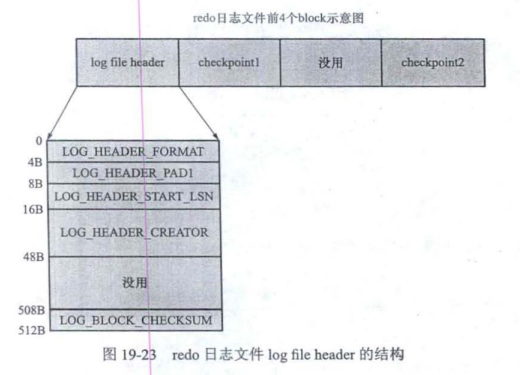 redo日志文件前4个block示意图
log file header checkpoint1 没用 checkpoint2
0
LOG_HEADER_FORMAT
4B
LOG_HEADER_PAD1
8B
LOG_HEADER_START_LSN
16B
LOG_HEADER_CREATOR
48B
没用
508B
LOG_BLOCK_CHECKSUM
512B
图 19-23 redo 日志文件 log file header 的结构